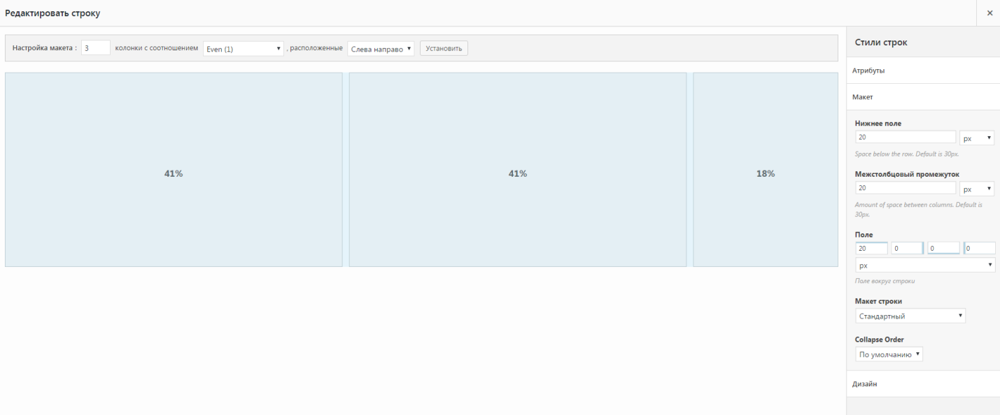 Редактировать строку
×
Настройка макета : 3 колонки с соотношением Even (1) , расположенные Слева направо Установить
41%
41%
18%
Стили строк
Атрибуты
Макет
Нижнее поле
20 px
Space below the row. Default is 30px.
Межстолбцовый промежуток
20 px
Amount of space between columns. Default is
30px.
Поле
20 0 0 0
px
Поле вокруг строки
Макет строки
Стандартный
Collapse Order
По умолчанию
Дизайн